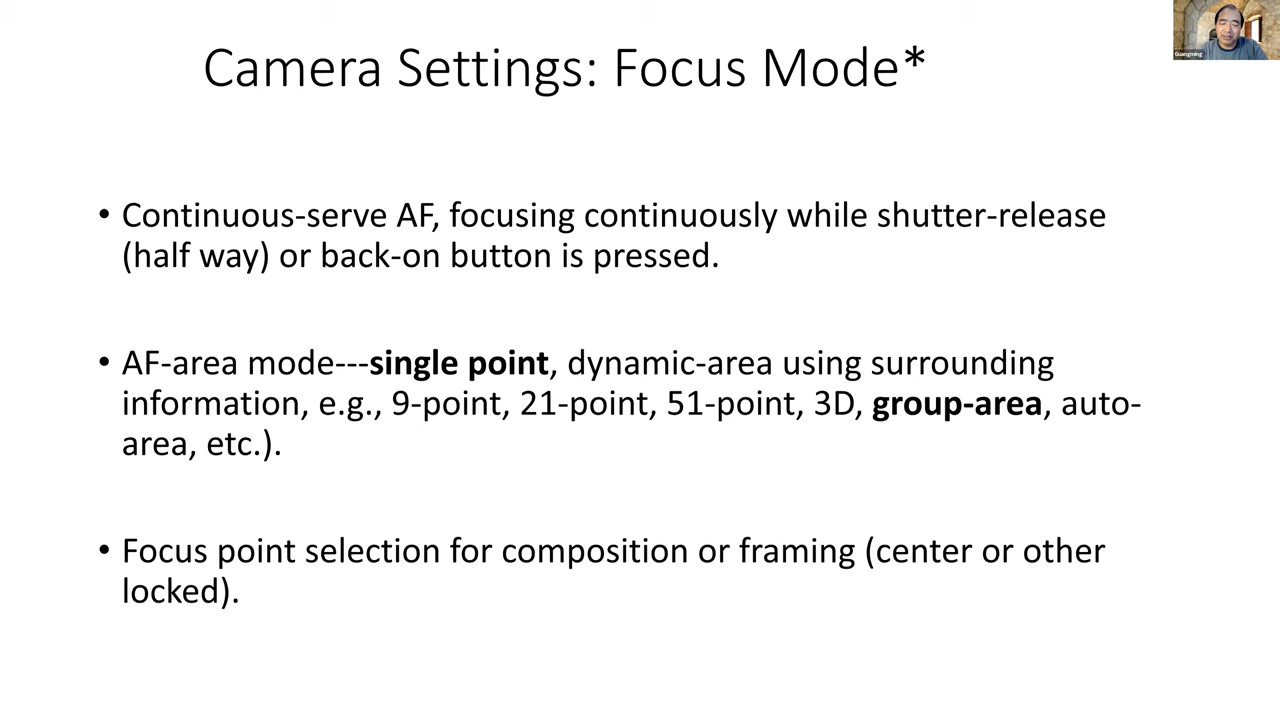 Camera Settings: Focus Mode*
Guangming
• Continuous-serve AF, focusing continuously while shutter-release
(half way) or back-on button is pressed.
• AF-area mode---single point, dynamic-area using surrounding
information, e.g., 9-point, 21-point, 51-point, 3D, group-area, auto-
area, etc.).
• Focus point selection for composition or framing (center or other
locked).